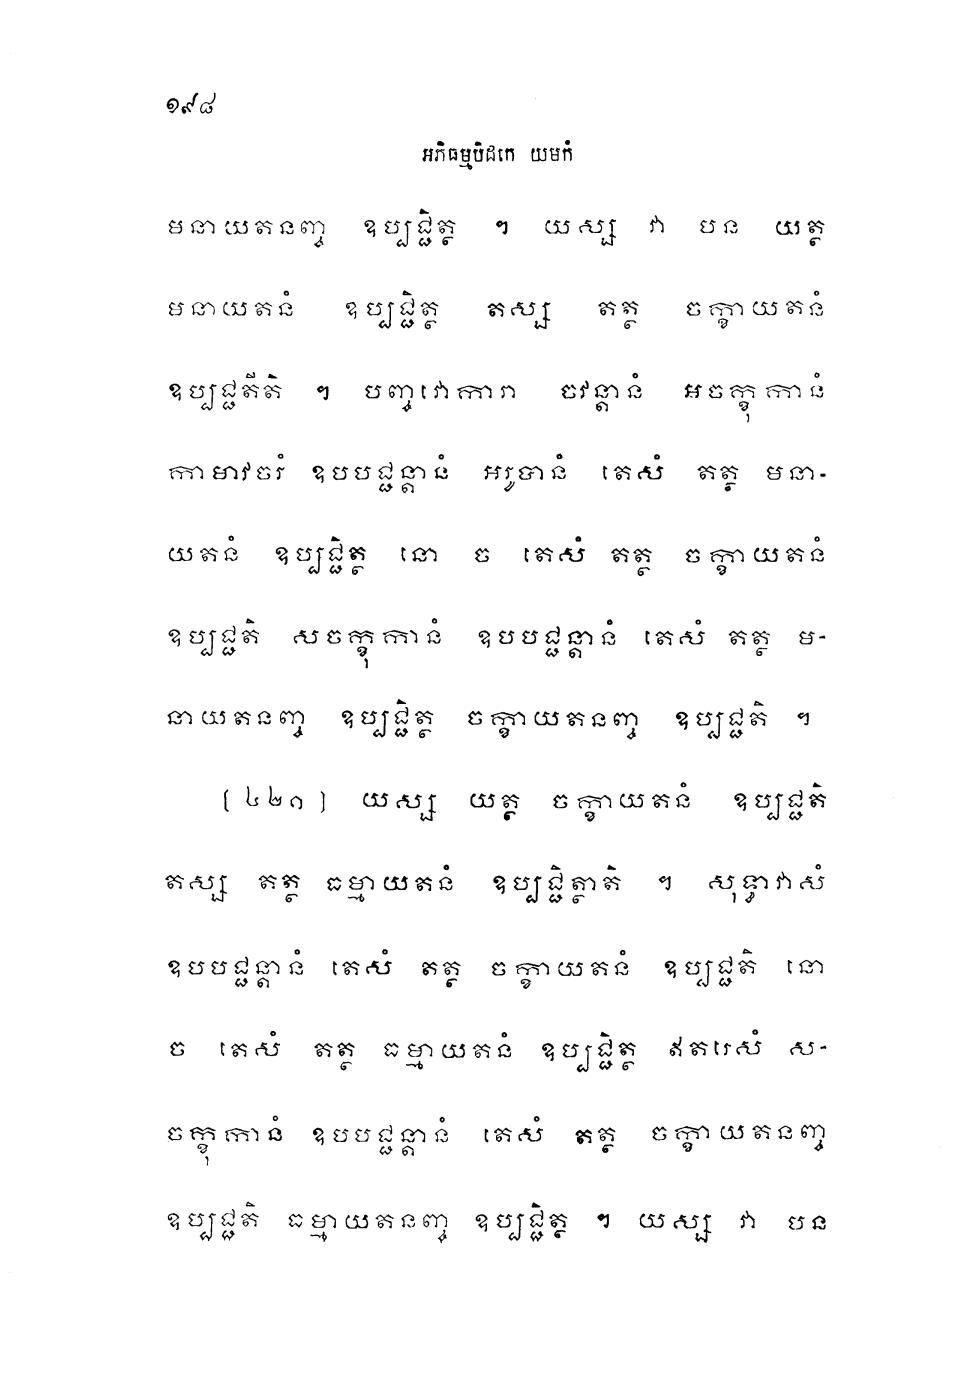 ១៩៨
អភិធម្មបិដកេ យមកំ
មនាយតនញ្ច ឧប្បជ្ជិត្ថ ។ យស្ស វា បន យត្ថ
មនាយតនំ ឧប្បជ្ជិត្ថ តស្ស តត្ថ ចក្ខាយតនំ
ឧប្បជ្ជតីតិ ។ បញ្ចវោការា ចវន្តានំ អចក្ខុកានំ
កាមាវចរំ ឧបបជ្ជន្តានំ អរូបានំ តេសំ តត្ថ មនា-
យតនំ ឧប្បជ្ជិត្ថ នោ ច តេសំ តត្ថ ចក្ខាយតនំ
ឧប្បជ្ជតិ សចក្ខុកានំ ឧបបជ្ជន្តានំ តេសំ តត្ថ ម-
នាយតនញ្ច ឧប្បជ្ជិត្ថ ចក្ខាយតនញ្ច ឧប្បជ្ជតិ ។
(៤២៣) យស្ស យត្ថ ចក្ខាយតនំ ឧប្បជ្ជតិ
តស្ស តត្ថ ធម្មាយតនំ ឧប្បជ្ជិត្ថាតិ ។ សុទ្ធាវាសំ
ឧបបជ្ជន្តានំ តេសំ តត្ថ ចក្ខាយតនំ ឧប្បជ្ជតិ នោ
ច តេសំ តត្ថ ធម្មាយតនំ ឧប្បជ្ជិត្ថ ឥតរេសំ ស-
ចក្ខុកានំ ឧបបជ្ជន្តានំ តេសំ តត្ថ ចក្ខាយតនញ្ច
ឧប្បជ្ជតិ ធម្មាយតនញ្ច ឧប្បជ្ជិត្ថ ។ យស្ស វា បន